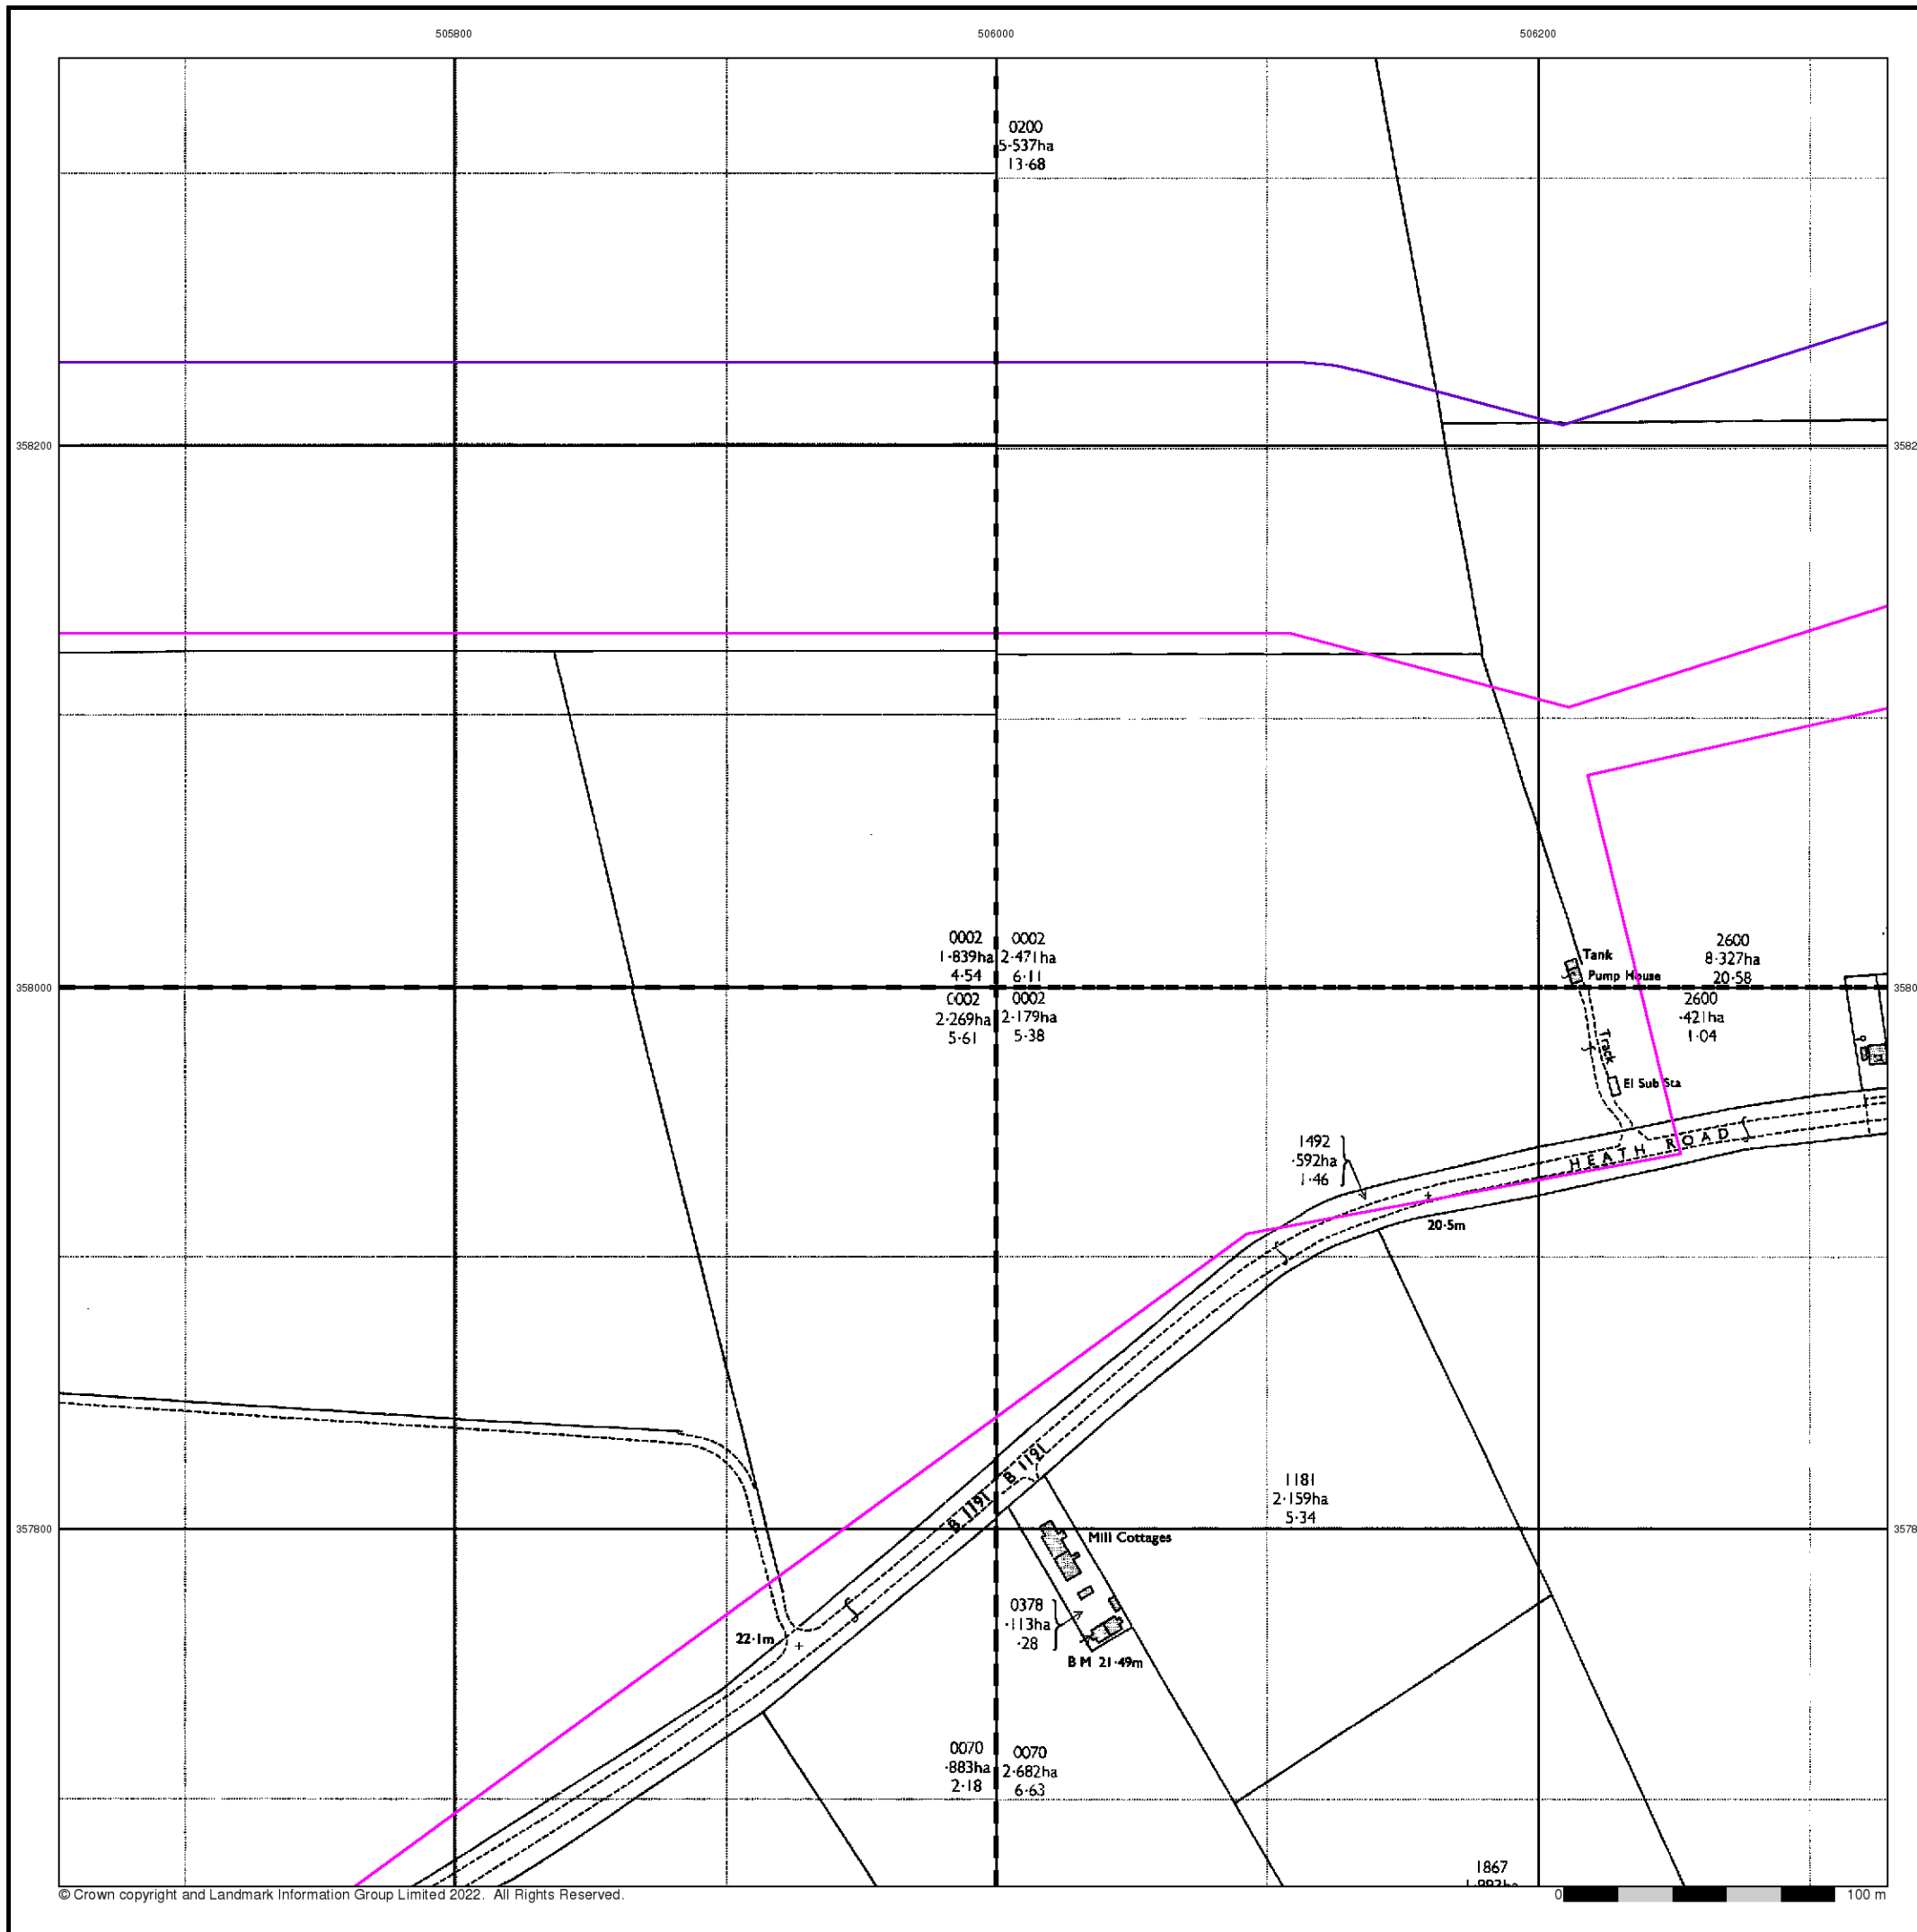 505800
506000
506200
0200
5·537ha
13·68
358200
3582
0002
1·839ha
4·54
0002
2·471ha
6·11
Tank
Pump House
2600
8·327ha
20·58
358000
3580
0002
2·269ha
5·61
0002
2·179ha
5·38
2600
·421ha
1·04
Track
El Sub Sta
1492
·592ha
1·46
HEATH ROAD
20·5m
B 1191
B 1191
1181
2·159ha
5·34
357800
3578
Mill Cottages
0378
·113ha
·28
22·1m
B M 21·49m
0070
·883ha
2·18
0070
2·682ha
6·63
1867
© Crown copyright and Landmark Information Group Limited 2022. All Rights Reserved.
0
100 m